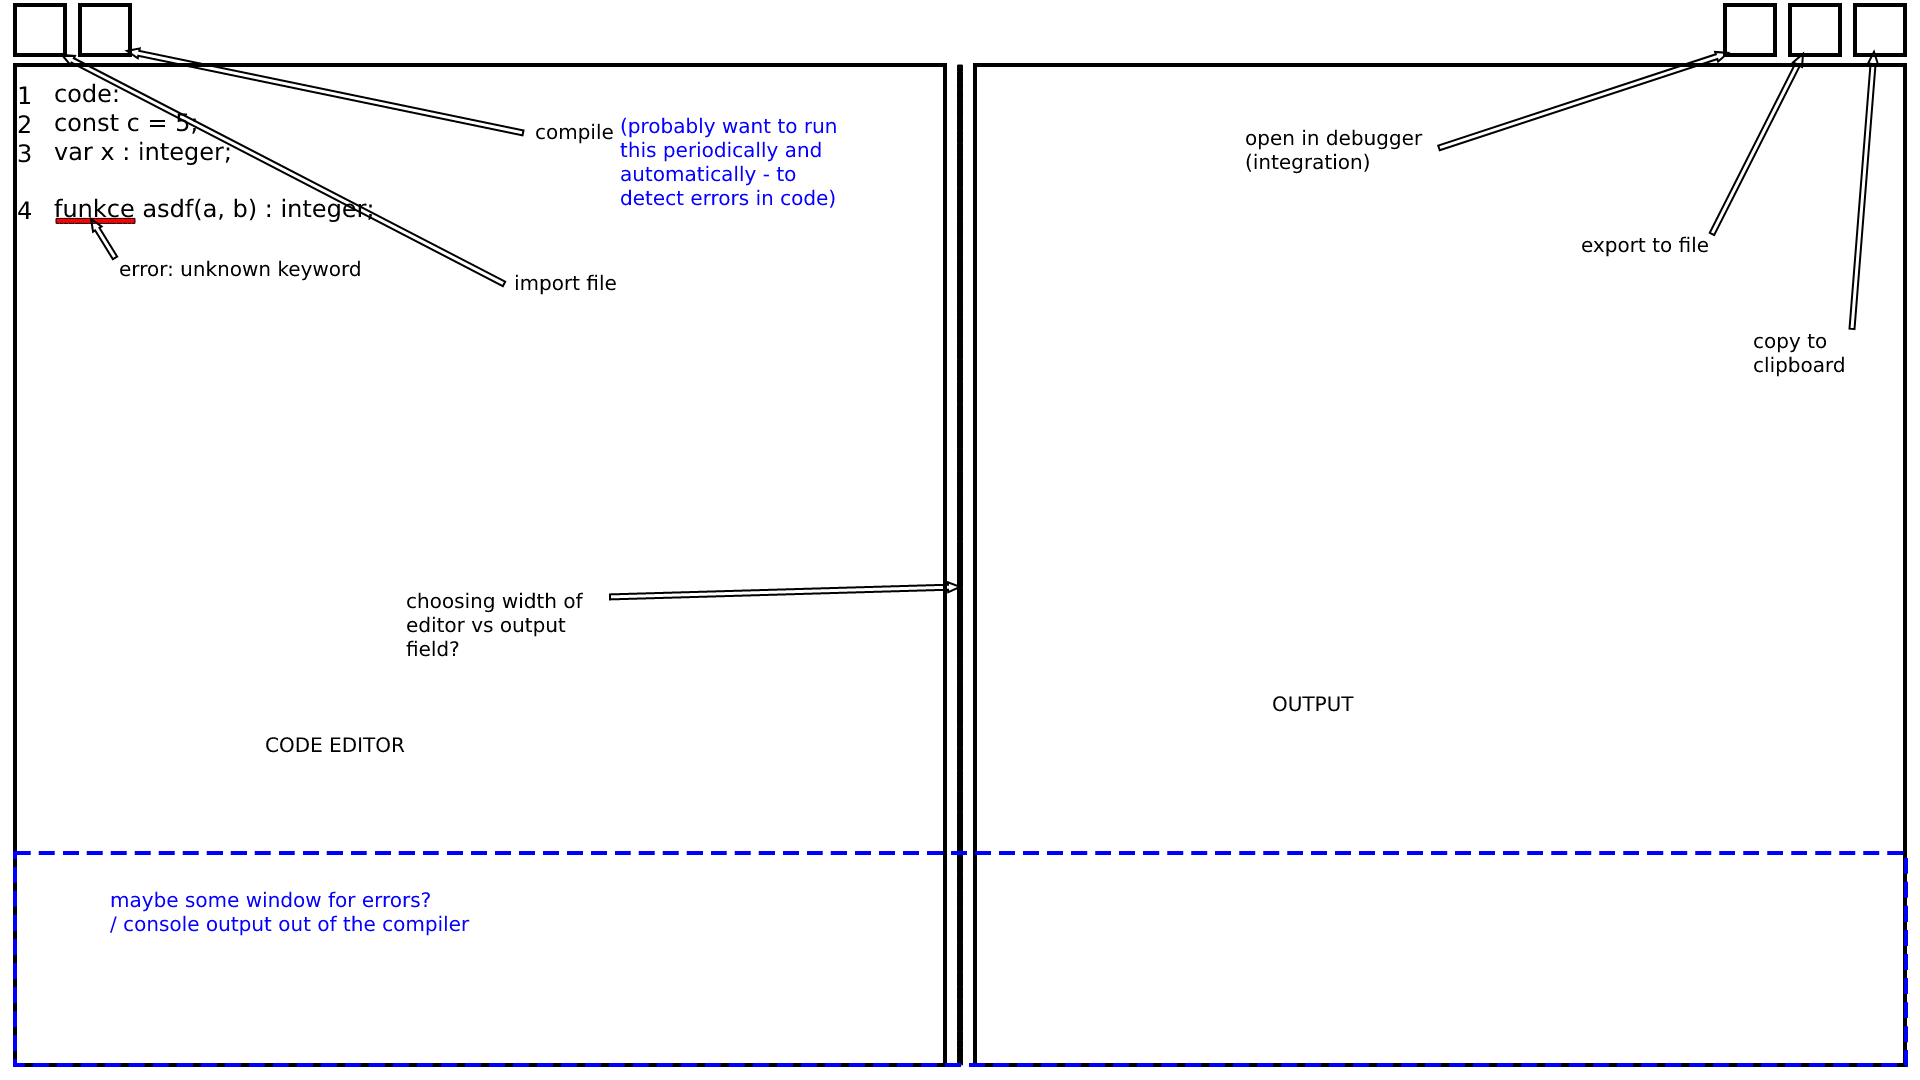 1 code:
2 const c = 5;
3 var x : integer;
4 funkce asdf(a, b) : integer;
error: unknown keyword
compile
(probably want to run
this periodically and
automatically - to
detect errors in code)
import file
open in debugger
(integration)
export to file
copy to
clipboard
choosing width of
editor vs output
field?
CODE EDITOR
OUTPUT
maybe some window for errors?
/ console output out of the compiler